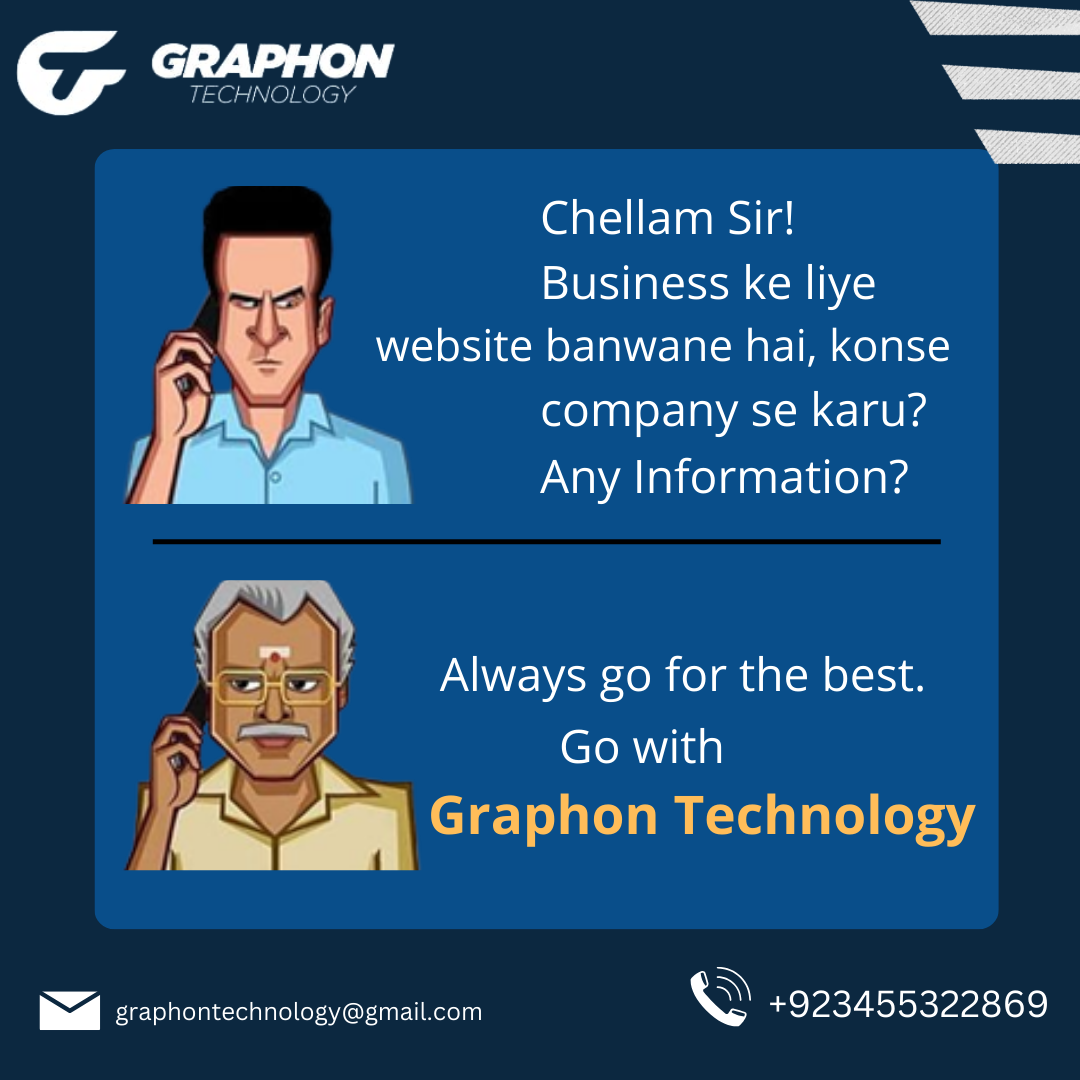 GRAPHON
TECHNOLOGY
Chellam Sir!
Business ke liye
website banwane hai, konse
company se karu?
Any Information?
Always go for the best.
Go with
Graphon Technology
graphontechnology@gmail.com
+923455322869